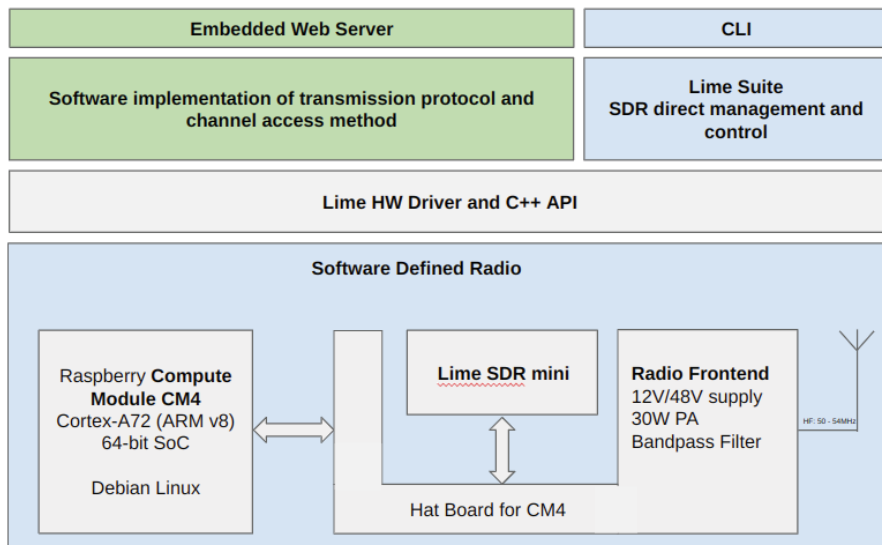 Embedded Web Server
CLI
Software implementation of transmission protocol and
channel access method
Lime Suite
SDR direct management and
control
Lime HW Driver and C++ API
Software Defined Radio
Raspberry Compute
Module CM4
Cortex-A72 (ARM v8)
64-bit SoC
Debian Linux
Lime SDR mini
Radio Frontend
12V/48V supply
30W PA
Bandpass Filter
HF: 50 - 54MHz
Hat Board for CM4